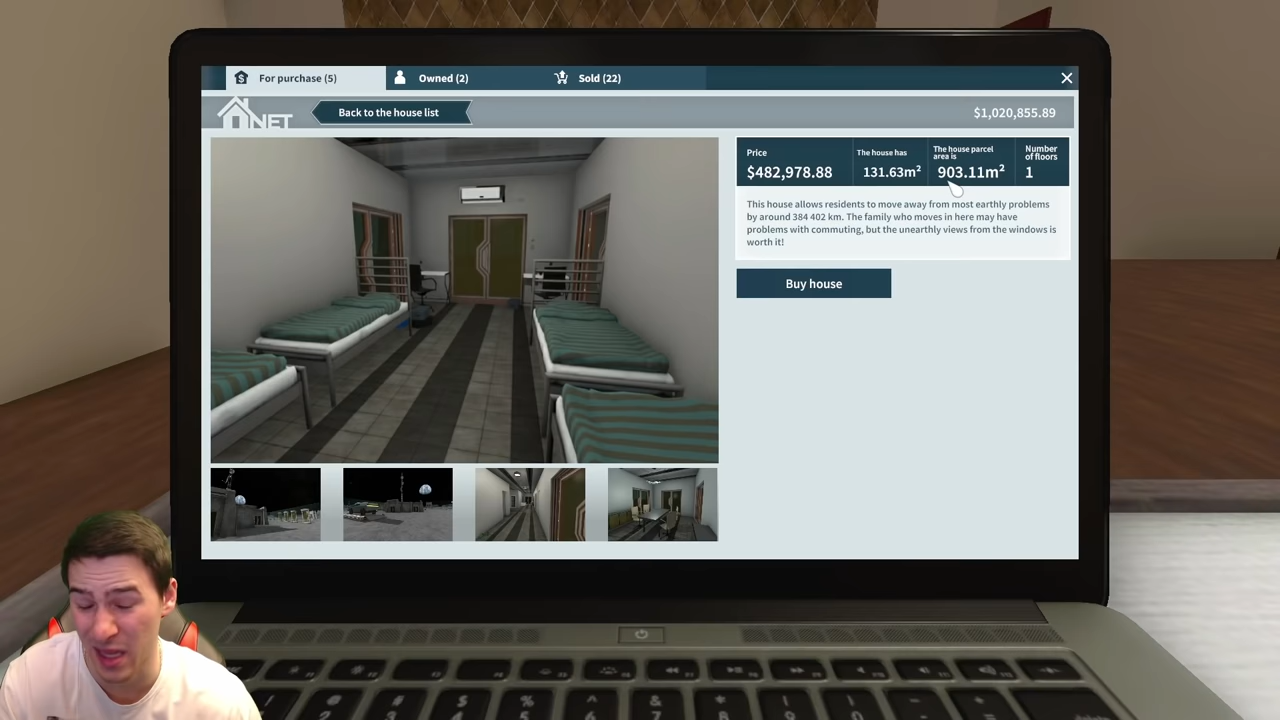 For purchase (5)
Owned (2)
Sold (22)
NET
Back to the house list
$1,020,855.89
Price
$482,978.88
The house has
131.63m²
The house parcel
area is
903.11m²
Number
of floors
1
This house allows residents to move away from most earthly problems
by around 384 402 km. The family who moves in here may have
problems with commuting, but the unearthly views from the windows is
worth it!
Buy house